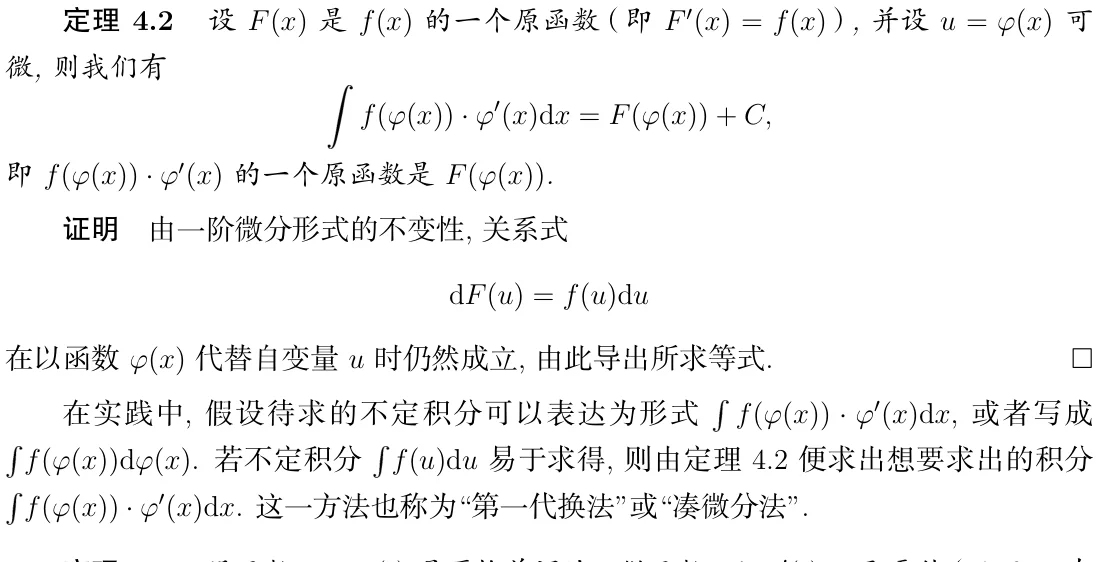 定理 4.2 设 F(x) 是 f(x) 的一个原函数 ( 即 F′(x) = f(x) ), 并设 u = φ(x) 可
微, 则我们有
∫ f(φ(x)) · φ′(x)dx = F(φ(x)) + C,
即 f(φ(x)) · φ′(x) 的一个原函数是 F(φ(x)).
证明 由一阶微分形式的不变性, 关系式
dF(u) = f(u)du
在以函数 φ(x) 代替自变量 u 时仍然成立, 由此导出所求等式. □
在实践中, 假设待求的不定积分可以表达为形式 ∫ f(φ(x)) · φ′(x)dx, 或者写成
∫ f(φ(x))dφ(x). 若不定积分 ∫ f(u)du 易于求得, 则由定理 4.2 便求出想要求出的积分
∫ f(φ(x)) · φ′(x)dx. 这一方法也称为“第一代换法”或“凑微分法”.